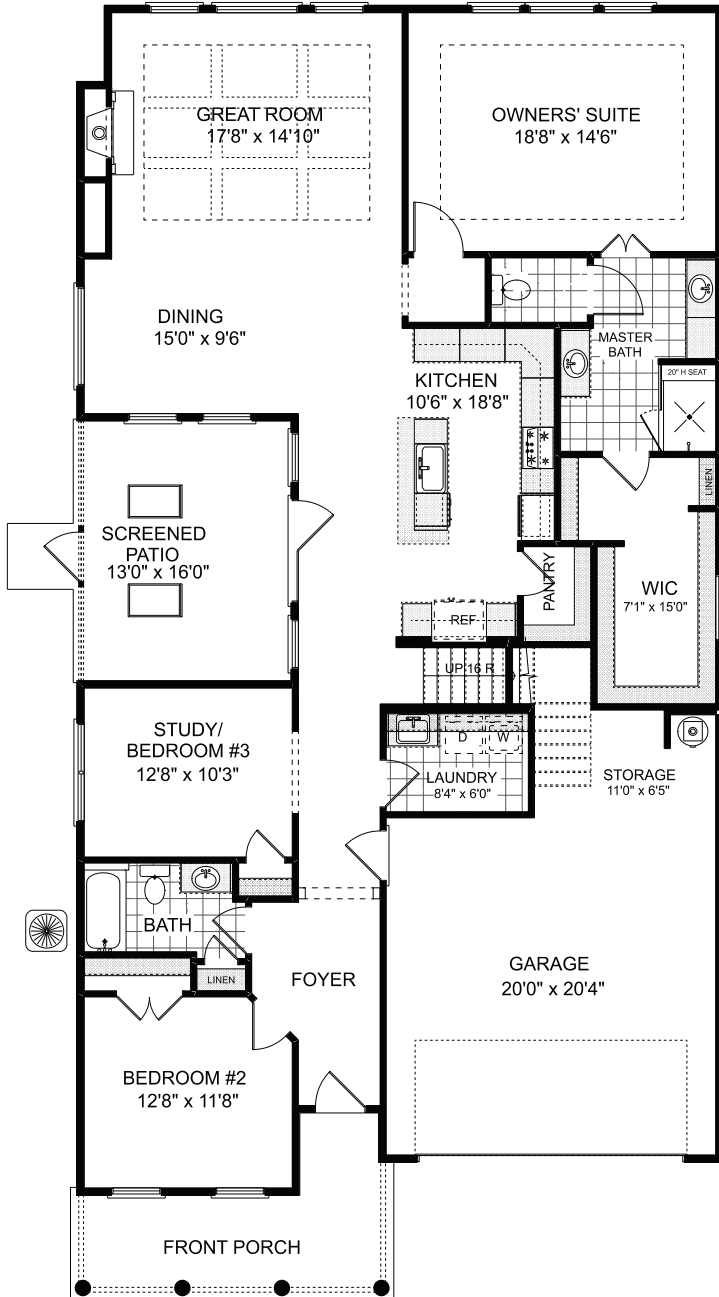 GREAT ROOM
17'8" x 14'10"
OWNERS' SUITE
18'8" x 14'6"
DINING
15'0" x 9'6"
MASTER
BATH
KITCHEN
10'6" x 18'8"
20" H SEAT
LINEN
SCREENED
PATIO
13'0" x 16'0"
PANTRY
WIC
7'1" x 15'0"
REF
UP 16 R
STUDY/
BEDROOM #3
12'8" x 10'3"
D
W
LAUNDRY
8'4" x 6'0"
STORAGE
11'0" x 6'5"
BATH
LINEN
FOYER
GARAGE
20'0" x 20'4"
BEDROOM #2
12'8" x 11'8"
FRONT PORCH